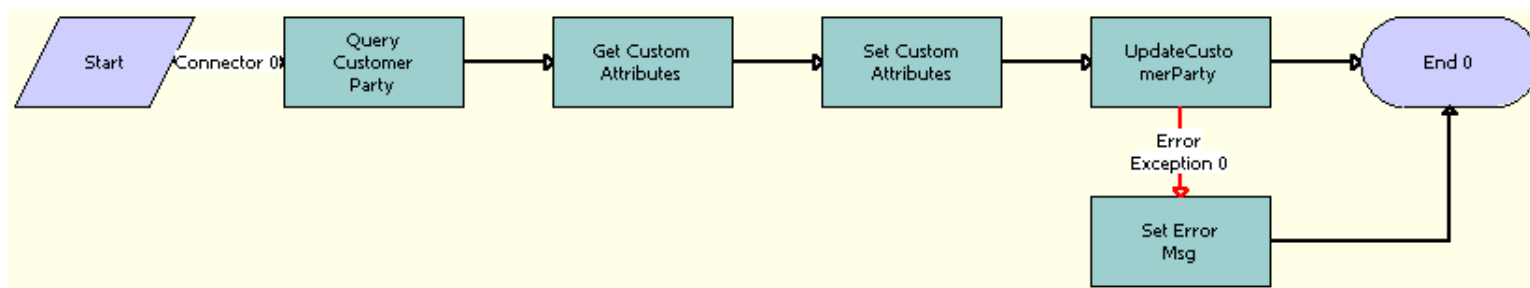 Start
Connector 0
Query
Customer
Party
Get Custom
Attributes
Set Custom
Attributes
UpdateCusto
merParty
End 0
Error
Exception 0
Set Error
Msg